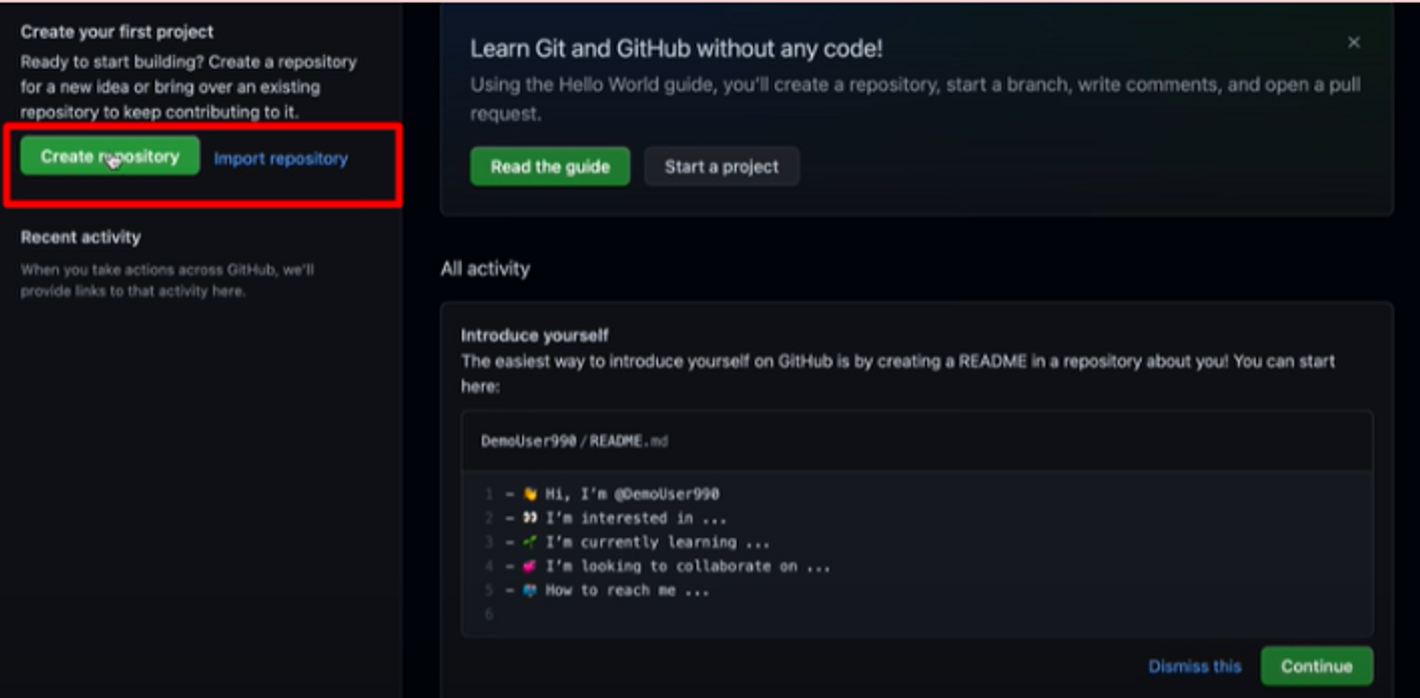 Create your first project
Ready to start building? Create a repository
for a new idea or bring over an existing
repository to keep contributing to it.
Create repository
Import repository
Recent activity
When you take actions across GitHub, we'll
provide links to that activity here.
Learn Git and GitHub without any code!
Using the Hello World guide, you'll create a repository, start a branch, write comments, and open a pull
request.
Read the guide
Start a project
All activity
Introduce yourself
The easiest way to introduce yourself on GitHub is by creating a README in a repository about you! You can start
here:
DemoUser990/README.md
1 - 👋 Hi, I'm @DemoUser990
2 - 👀 I'm interested in ...
3 - 🌱 I'm currently learning ...
4 - 💞️ I'm looking to collaborate on ...
5 - 📫 How to reach me ...
6
Dismiss this
Continue